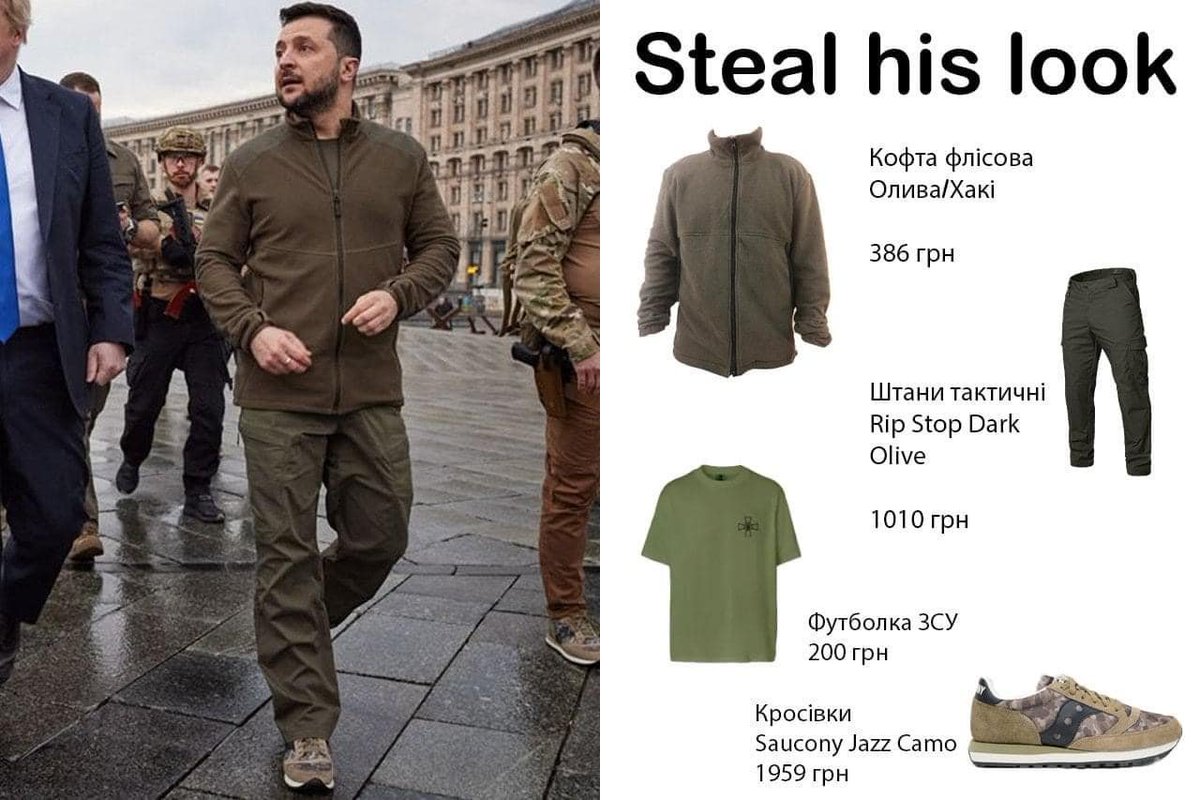 Steal his look
Кофта флісова
Олива/Хакі
386 грн
Штани тактичні
Rip Stop Dark
Olive
1010 грн
Футболка ЗСУ
200 грн
Кросівки
Saucony Jazz Camo
1959 грн